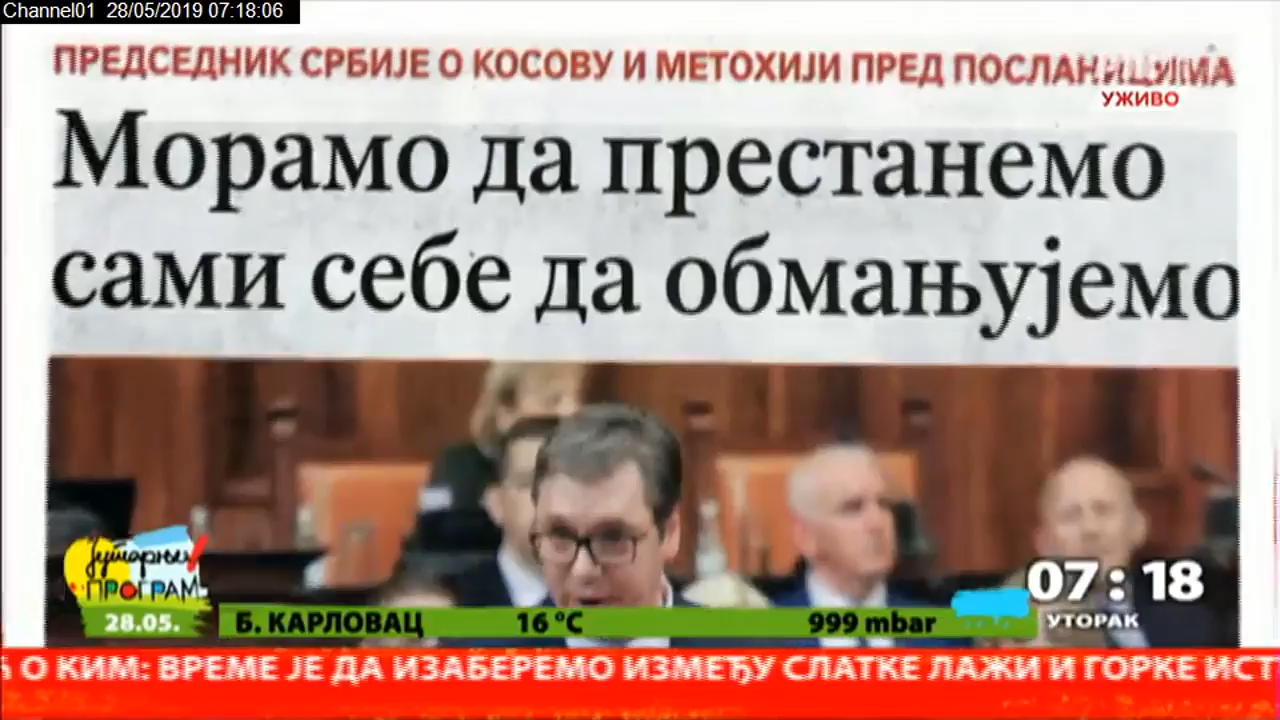 Channel01 28/05/2019 07:18:06
ПРЕДСЕДНИК СРБИЈЕ О КОСОВУ И МЕТОХИЈИ ПРЕД ПОСЛАНИЦИМА
УЖИВО
Морамо да престанемо
сами себе да обмањујемо
Јутарњи
ПРОГРАМ
28.05.
Б. КАРЛОВАЦ 16 °C 999 mbar
07:18
УТОРАК
О КИМ: ВРЕМЕ ЈЕ ДА ИЗАБЕРЕМО ИЗМЕЂУ СЛАТКЕ ЛАЖИ И ГОРКЕ ИСТ